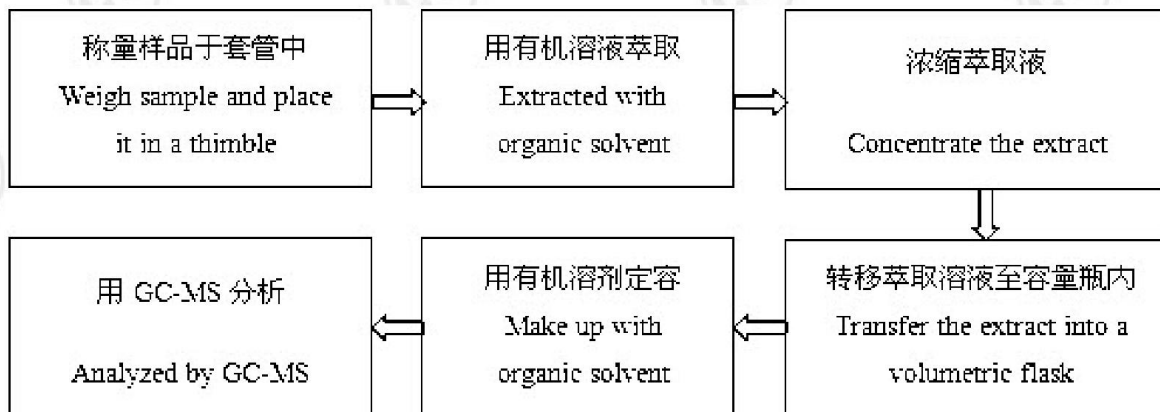 称量样品于套管中
Weigh sample and place
it in a thimble
用有机溶液萃取
Extracted with
organic solvent
浓缩萃取液
Concentrate the extract
转移萃取溶液至容量瓶内
Transfer the extract into a
volumetric flask
用有机溶剂定容
Make up with
organic solvent
用 GC-MS 分析
Analyzed by GC-MS